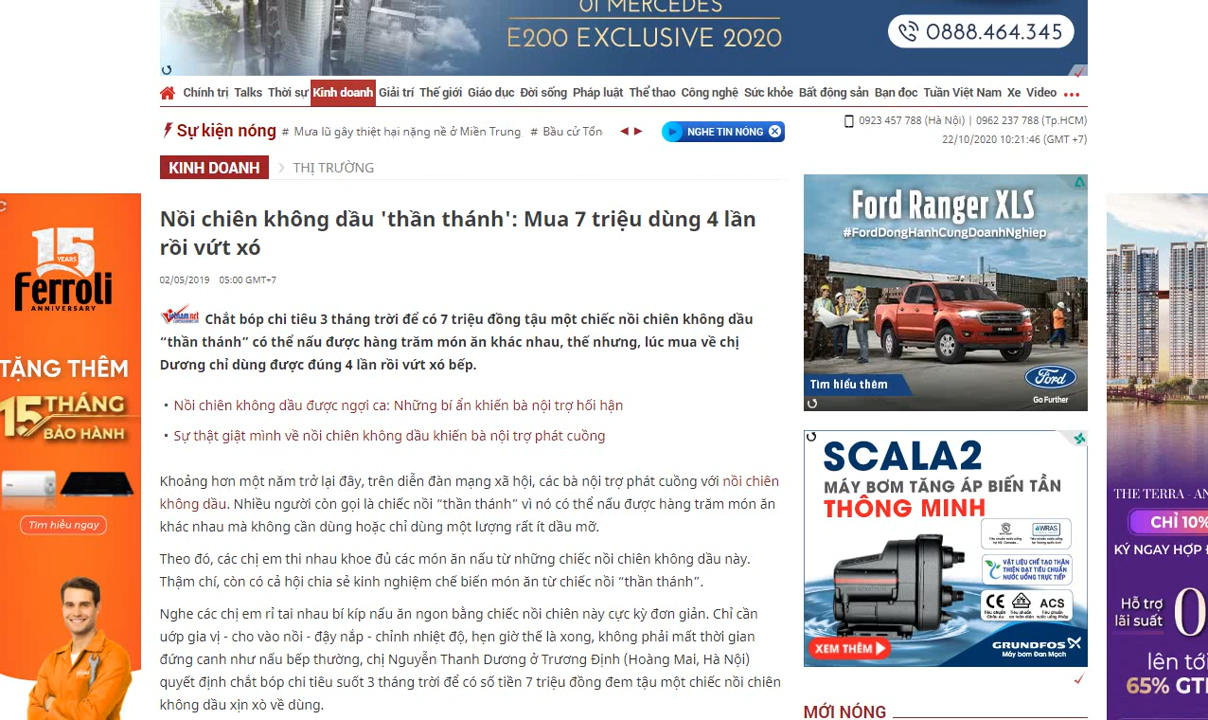 01 MERCEDES
E200 EXCLUSIVE 2020
0888.464.345
Chính trị Talks Thời sự Kinh doanh Giải trí Thế giới Giáo dục Đời sống Pháp luật Thể thao Công nghệ Sức khỏe Bất động sản Bạn đọc Tuần Việt Nam Xe Video
Sự kiện nóng # Mưa lũ gây thiệt hại nặng nề ở Miền Trung # Bầu cử Tổn
NGHE TIN NÓNG
0923 457 788 (Hà Nội) | 0962 237 788 (Tp.HCM)
22/10/2020 10:21:46 (GMT +7)
KINH DOANH THỊ TRƯỜNG
Nồi chiên không dầu 'thần thánh': Mua 7 triệu dùng 4 lần
rồi vứt xó
02/05/2019 05:00 GMT+7
Chắt bóp chi tiêu 3 tháng trời để có 7 triệu đồng tậu một chiếc nồi chiên không dầu
“thần thánh” có thể nấu được hàng trăm món ăn khác nhau, thế nhưng, lúc mua về chị
Dương chỉ dùng được đúng 4 lần rồi vứt xó bếp.
• Nồi chiên không dầu được ngợi ca: Những bí ẩn khiến bà nội trợ hối hận
• Sự thật giật mình về nồi chiên không dầu khiến bà nội trợ phát cuồng
Khoảng hơn một năm trở lại đây, trên diễn đàn mạng xã hội, các bà nội trợ phát cuồng với nồi chiên
không dầu. Nhiều người còn gọi là chiếc nồi “thần thánh” vì nó có thể nấu được hàng trăm món ăn
khác nhau mà không cần dùng hoặc chỉ dùng một lượng rất ít dầu mỡ.
Theo đó, các chị em thi nhau khoe đủ các món ăn nấu từ những chiếc nồi chiên không dầu này.
Thậm chí, còn có cả hội chia sẻ kinh nghiệm chế biến món ăn từ chiếc nồi “thần thánh”.
Nghe các chị em rỉ tai nhau bí kíp nấu ăn ngon bằng chiếc nồi chiên này cực kỳ đơn giản. Chỉ cần
ướp gia vị - cho vào nồi - đậy nắp - chỉnh nhiệt độ, hẹn giờ thế là xong, không phải mất thời gian
đứng canh như nấu bếp thường, chị Nguyễn Thanh Dương ở Trương Định (Hoàng Mai, Hà Nội)
quyết định chắt bóp chi tiêu suốt 3 tháng trời để có số tiền 7 triệu đồng đem tậu một chiếc nồi chiên
không dầu xịn xò về dùng.
15
YEARS
Ferroli
ANNIVERSARY
TẶNG THÊM
15 THÁNG
BẢO HÀNH
Tìm hiểu ngay
Ford Ranger XLS
#FordDongHanhCungDoanhNghiep
Tìm hiểu thêm
Ford
Go Further
SCALA2
MÁY BƠM TĂNG ÁP BIẾN TẦN
THÔNG MINH
WRAS
VẬT LIỆU CHẾ TẠO THÂN
THIỆN ĐẠT TIÊU CHUẨN
NƯỚC UỐNG TRỰC TIẾP
CE ACS
XEM THÊM
GRUNDFOS
Máy bơm Đan Mạch
MỚI NÓNG
THE TERRA - AN
CHỈ 10%
KÝ NGAY HỢP
Hỗ trợ
lãi suất
0
lên tới
65% GT